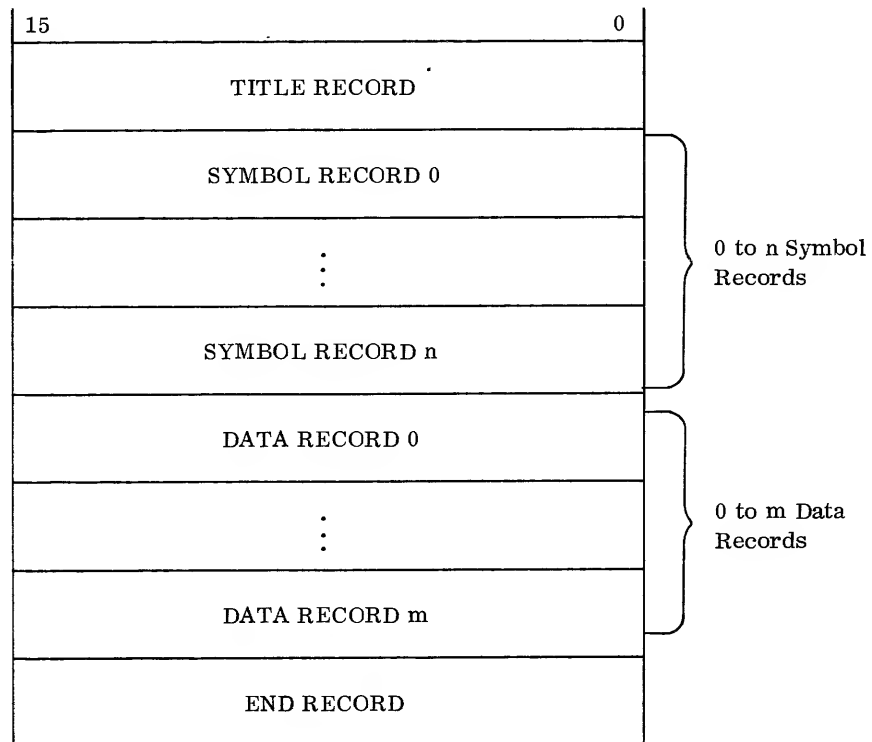 15 0
TITLE RECORD
SYMBOL RECORD 0
⋮
SYMBOL RECORD n
0 to n Symbol
Records
DATA RECORD 0
⋮
DATA RECORD m
0 to m Data
Records
END RECORD